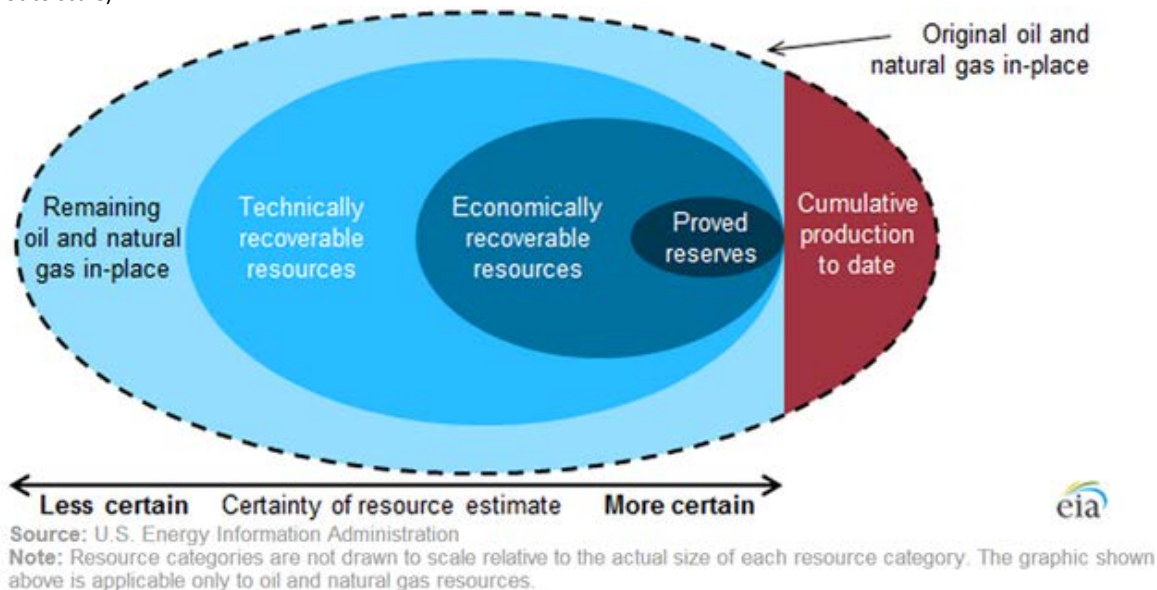 Original oil and
natural gas in-place
Remaining
oil and natural
gas in-place
Technically
recoverable
resources
Economically
recoverable
resources
Proved
reserves
Cumulative
production
to date
Less certain Certainty of resource estimate More certain
eia
Source: U.S. Energy Information Administration
Note: Resource categories are not drawn to scale relative to the actual size of each resource category. The graphic shown
above is applicable only to oil and natural gas resources.